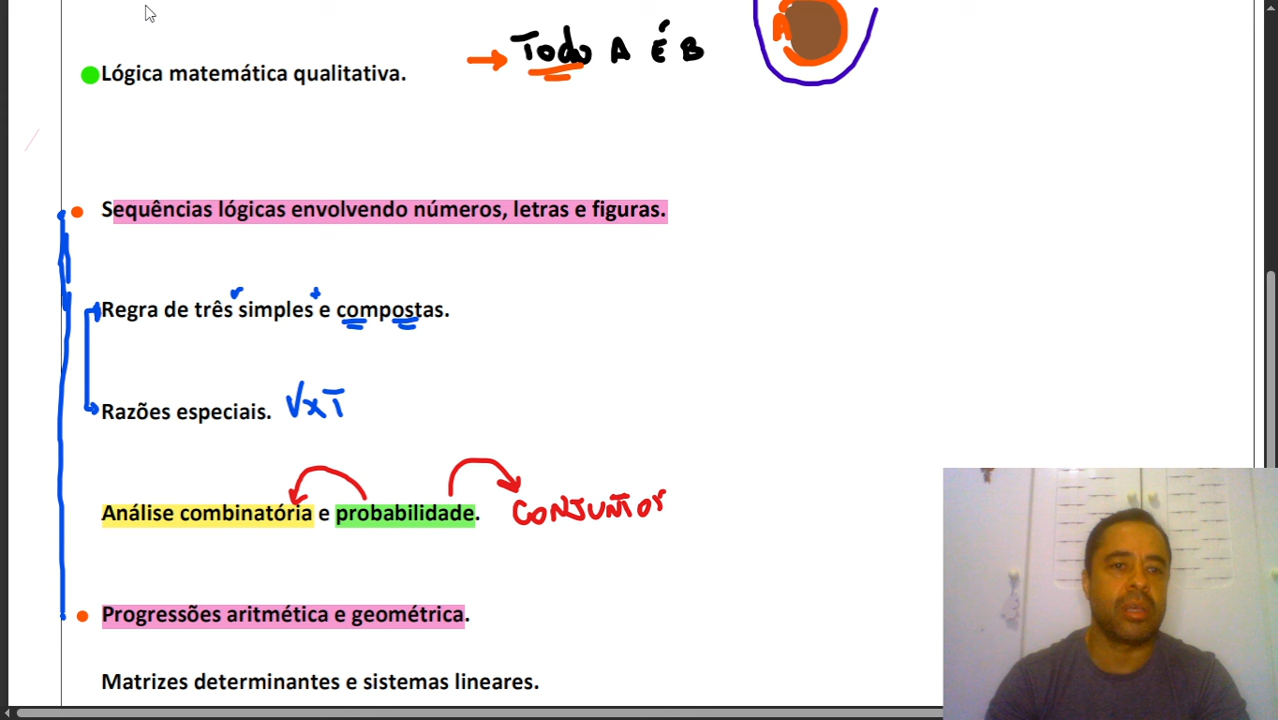 Todo A É B
A
Lógica matemática qualitativa.
Sequências lógicas envolvendo números, letras e figuras.
Regra de três simples e compostas.
Razões especiais. VxT
Análise combinatória e probabilidade. CONJUNTOS
Progressões aritmética e geométrica.
Matrizes determinantes e sistemas lineares.